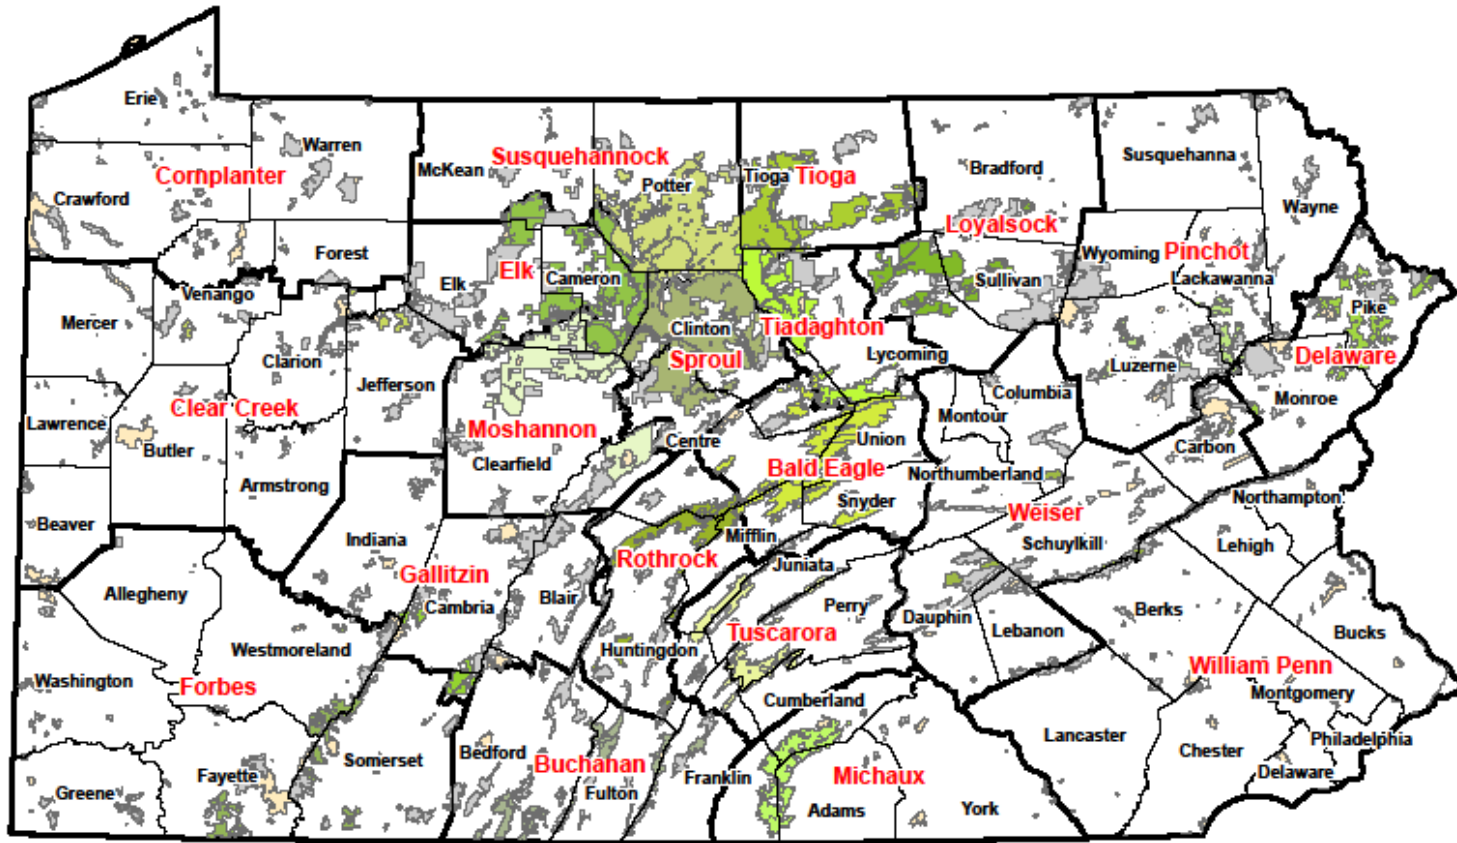 Erie
Warren
McKean
Susquehannock
Potter
Tioga
Tioga
Bradford
Susquehanna
Wayne
Crawford
Cornplanter
Forest
Loyalsock
Wyoming
Pinchot
Lackawanna
Elk
Elk
Cameron
Sullivan
Pike
Venango
Mercer
Clinton
Tiadaghton
Lycoming
Clarion
Sproul
Delaware
Luzerne
Jefferson
Columbia
Monroe
Lawrence
Clear Creek
Montour
Butler
Moshannon
Centre
Union
Carbon
Clearfield
Bald Eagle
Northumberland
Armstrong
Snyder
Northampton
Beaver
Weiser
Indiana
Mifflin
Schuylkill
Lehigh
Rothrock
Juniata
Gallitzin
Allegheny
Cambria
Blair
Perry
Dauphin
Berks
Lebanon
Bucks
Tuscarora
Westmoreland
Huntingdon
William Penn
Washington
Forbes
Cumberland
Montgomery
Lancaster
Philadelphia
Somerset
Bedford
Buchanan
Chester
Fayette
Franklin
Michaux
Delaware
Greene
Fulton
Adams
York